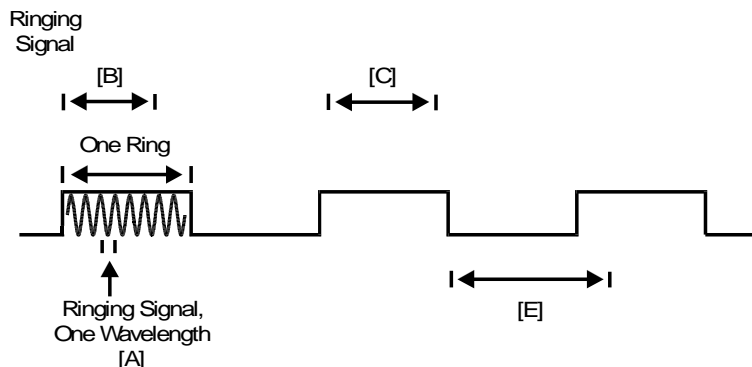 Ringing
Signal
[B]
[C]
One Ring
[E]
Ringing Signal,
One Wavelength
[A]